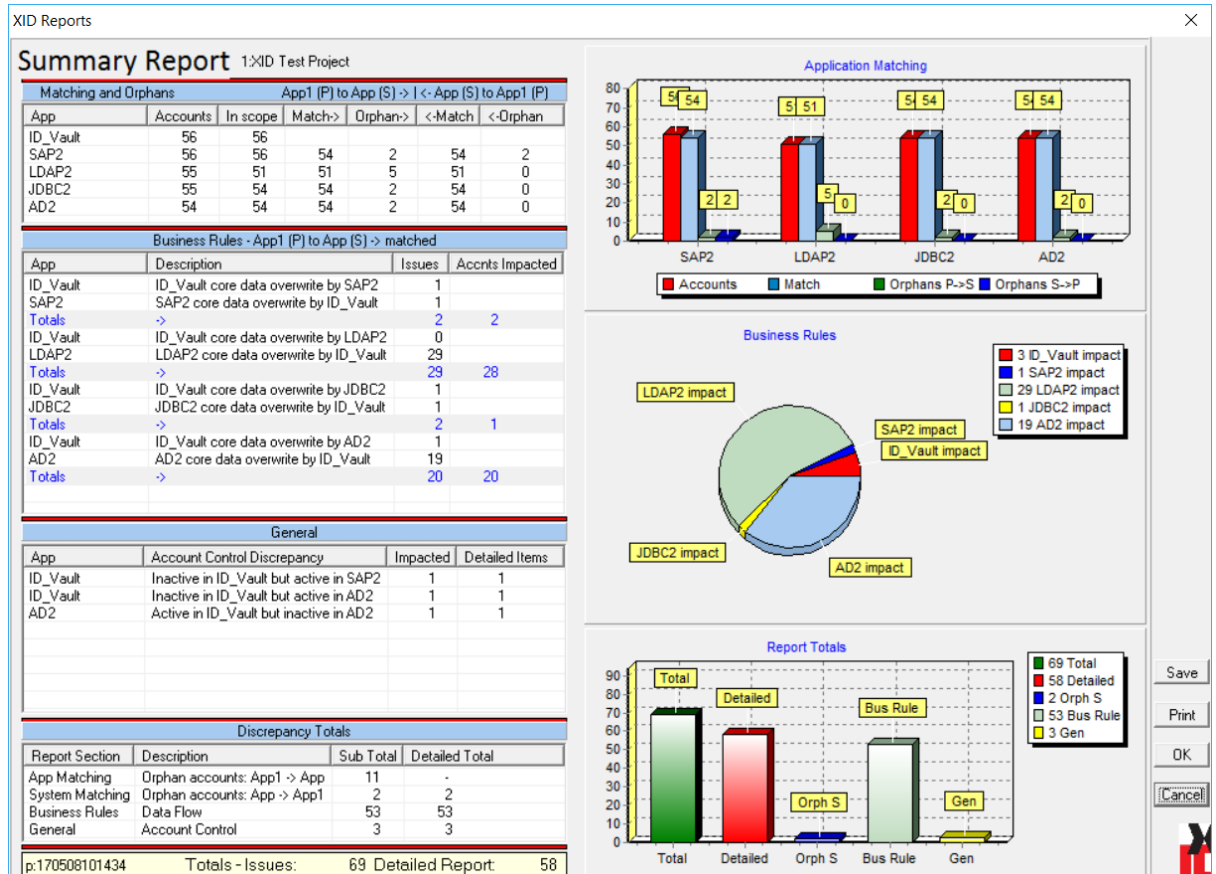 XID Reports
Summary Report 1:XID Test Project
Matching and Orphans App1 (P) to App (S) -> | <- App (S) to App1 (P)
App Accounts In scope Match-> Orphan-> <-Match <-Orphan
ID_Vault 56 56
SAP2 56 56 54 2 54 2
LDAP2 55 51 51 5 51 0
JDBC2 55 54 54 2 54 0
AD2 54 54 54 2 54 0
Business Rules - App1 (P) to App (S) -> matched
App Description Issues Accnts Impacted
ID_Vault ID_Vault core data overwrite by SAP2 1
SAP2 SAP2 core data overwrite by ID_Vault 1
Totals -> 2 2
ID_Vault ID_Vault core data overwrite by LDAP2 0
LDAP2 LDAP2 core data overwrite by ID_Vault 29
Totals -> 29 28
ID_Vault ID_Vault core data overwrite by JDBC2 1
JDBC2 JDBC2 core data overwrite by ID_Vault 1
Totals -> 2 1
ID_Vault ID_Vault core data overwrite by AD2 1
AD2 AD2 core data overwrite by ID_Vault 19
Totals -> 20 20
General
App Account Control Discrepancy Impacted Detailed Items
ID_Vault Inactive in ID_Vault but active in SAP2 1 1
ID_Vault Inactive in ID_Vault but active in AD2 1 1
AD2 Active in ID_Vault but inactive in AD2 1 1
Discrepancy Totals
Report Section Description Sub Total Detailed Total
App Matching Orphan accounts: App1 -> App 11 -
System Matching Orphan accounts: App -> App1 2 2
Business Rules Data Flow 53 53
General Account Control 3 3
p:170508101434 Totals - Issues: 69 Detailed Report: 58
Application Matching
80
70
60
50
40
30
20
10
0
54 51 54 54
2 2 5 0 2 0 2 0
SAP2 LDAP2 JDBC2 AD2
Accounts Match Orphans P->S Orphans S->P
Business Rules
3 ID_Vault impact
1 SAP2 impact
29 LDAP2 impact
1 JDBC2 impact
19 AD2 impact
LDAP2 impact
SAP2 impact
ID_Vault impact
JDBC2 impact
AD2 impact
Report Totals
90
80
70
60
50
40
30
20
10
0
Total
Detailed
Orph S
Bus Rule
Gen
Total Detailed Orph S Bus Rule Gen
69 Total
58 Detailed
2 Orph S
53 Bus Rule
3 Gen
Save
Print
OK
Cancel